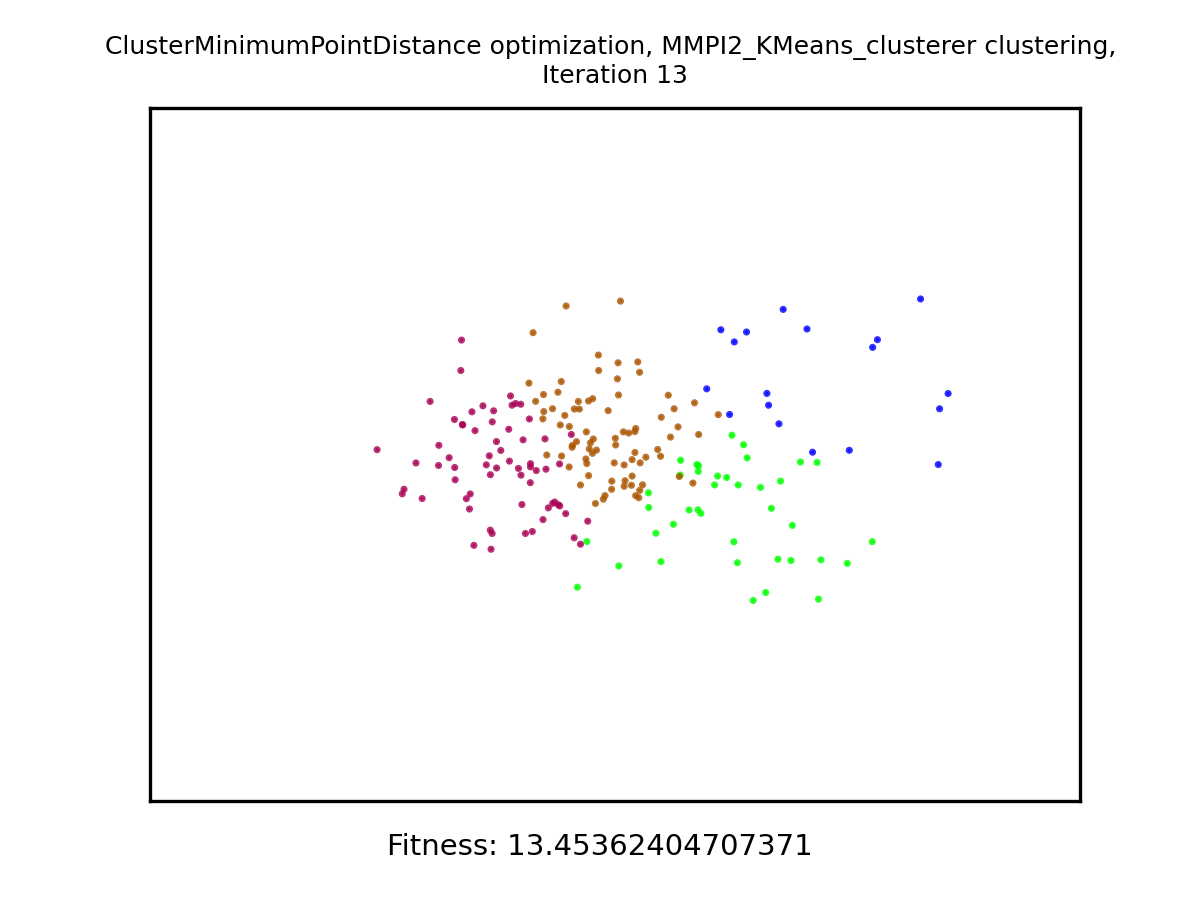 ClusterMinimumPointDistance optimization, MMPI2_KMeans_clusterer clustering,
Iteration 13
Fitness: 13.45362404707371